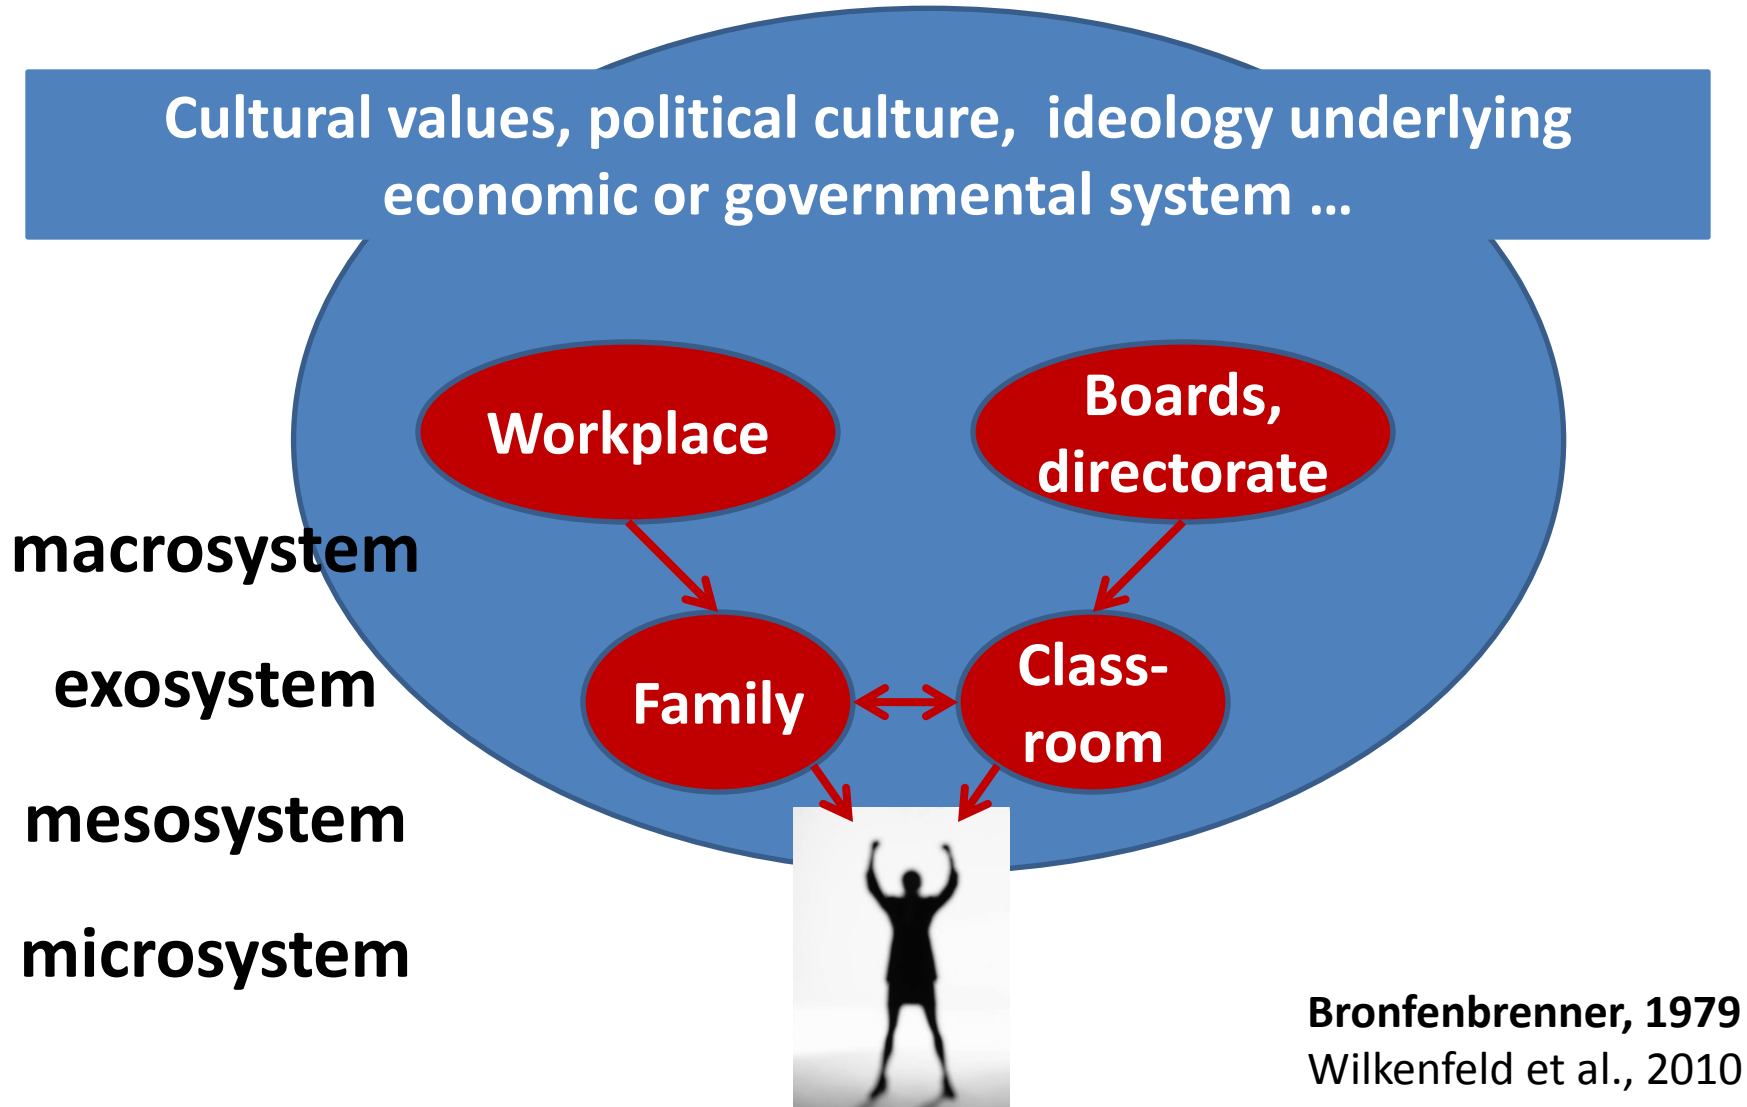 Cultural values, political culture,  ideology underlying
economic or governmental system …
Workplace
Boards,
directorate
macrosystem
exosystem
Family
Class-
room
mesosystem
microsystem
Bronfenbrenner, 1979
Wilkenfeld et al., 2010